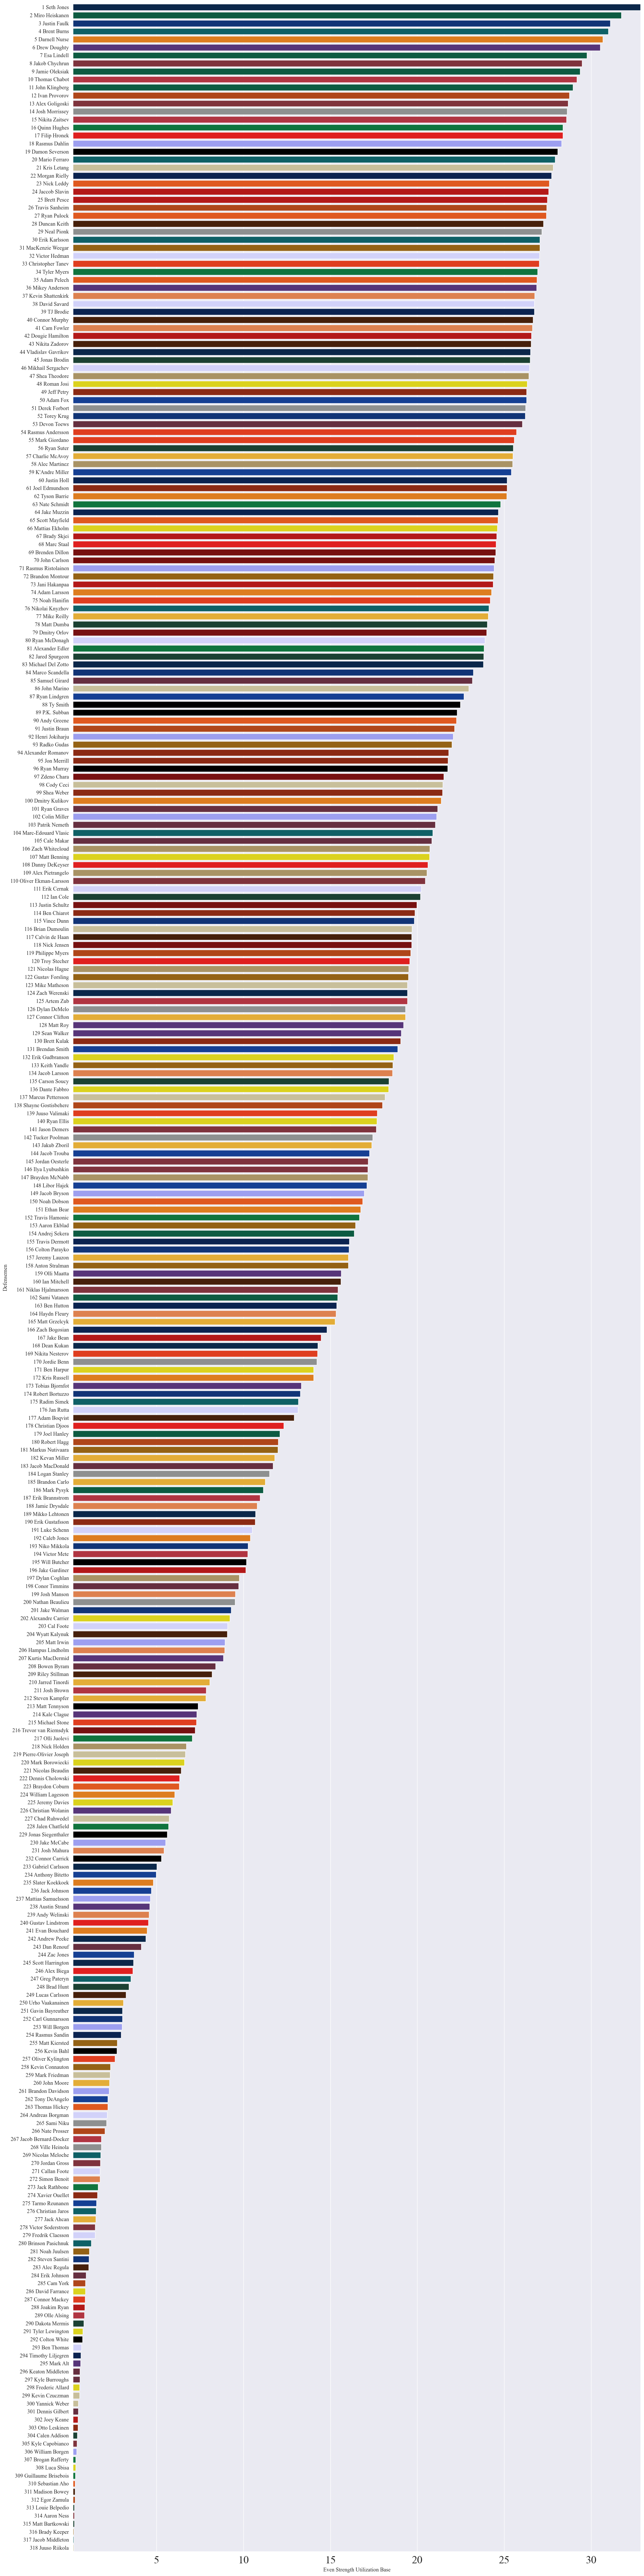 1 Seth Jones
2 Miro Heiskanen
3 Justin Faulk
4 Brent Burns
5 Darnell Nurse
6 Drew Doughty
7 Esa Lindell
8 Jakob Chychrun
9 Jamie Oleksiak
10 Thomas Chabot
11 John Klingberg
12 Ivan Provorov
13 Alex Goligoski
14 Josh Morrissey
15 Nikita Zaitsev
16 Quinn Hughes
17 Filip Hronek
18 Rasmus Dahlin
19 Damon Severson
20 Mario Ferraro
21 Kris Letang
22 Morgan Rielly
23 Nick Leddy
24 Jaccob Slavin
25 Brett Pesce
26 Travis Sanheim
27 Ryan Pulock
28 Duncan Keith
29 Neal Pionk
30 Erik Karlsson
31 MacKenzie Weegar
32 Victor Hedman
33 Christopher Tanev
34 Tyler Myers
35 Adam Pelech
36 Mikey Anderson
37 Kevin Shattenkirk
38 David Savard
39 TJ Brodie
40 Connor Murphy
41 Cam Fowler
42 Dougie Hamilton
43 Nikita Zadorov
44 Vladislav Gavrikov
45 Jonas Brodin
46 Mikhail Sergachev
47 Shea Theodore
48 Roman Josi
49 Jeff Petry
50 Adam Fox
51 Derek Forbort
52 Torey Krug
53 Devon Toews
54 Rasmus Andersson
55 Mark Giordano
56 Ryan Suter
57 Charlie McAvoy
58 Alec Martinez
59 K'Andre Miller
60 Justin Holl
61 Joel Edmundson
62 Tyson Barrie
63 Nate Schmidt
64 Jake Muzzin
65 Scott Mayfield
66 Mattias Ekholm
67 Brady Skjei
68 Marc Staal
69 Brenden Dillon
70 John Carlson
71 Rasmus Ristolainen
72 Brandon Montour
73 Jani Hakanpaa
74 Adam Larsson
75 Noah Hanifin
76 Nikolai Knyzhov
77 Mike Reilly
78 Matt Dumba
79 Dmitry Orlov
80 Ryan McDonagh
81 Alexander Edler
82 Jared Spurgeon
83 Michael Del Zotto
84 Marco Scandella
85 Samuel Girard
86 John Marino
87 Ryan Lindgren
88 Ty Smith
89 P.K. Subban
90 Andy Greene
91 Justin Braun
92 Henri Jokiharju
93 Radko Gudas
94 Alexander Romanov
95 Jon Merrill
96 Ryan Murray
97 Zdeno Chara
98 Cody Ceci
99 Shea Weber
100 Dmitry Kulikov
101 Ryan Graves
102 Colin Miller
103 Patrik Nemeth
104 Marc-Edouard Vlasic
105 Cale Makar
106 Zach Whitecloud
107 Matt Benning
108 Danny DeKeyser
109 Alex Pietrangelo
110 Oliver Ekman-Larsson
111 Erik Cernak
112 Ian Cole
113 Justin Schultz
114 Ben Chiarot
115 Vince Dunn
116 Brian Dumoulin
117 Calvin de Haan
118 Nick Jensen
119 Philippe Myers
120 Troy Stecher
121 Nicolas Hague
122 Gustav Forsling
123 Mike Matheson
124 Zach Werenski
125 Artem Zub
126 Dylan DeMelo
127 Connor Clifton
128 Matt Roy
129 Sean Walker
130 Brett Kulak
131 Brendan Smith
132 Erik Gudbranson
133 Keith Yandle
134 Jacob Larsson
135 Carson Soucy
136 Dante Fabbro
137 Marcus Pettersson
138 Shayne Gostisbehere
139 Juuso Valimaki
140 Ryan Ellis
141 Jason Demers
142 Tucker Poolman
143 Jakub Zboril
144 Jacob Trouba
145 Jordan Oesterle
146 Ilya Lyubushkin
147 Brayden McNabb
148 Libor Hajek
149 Jacob Bryson
150 Noah Dobson
151 Ethan Bear
152 Travis Hamonic
153 Aaron Ekblad
154 Andrej Sekera
155 Travis Dermott
156 Colton Parayko
157 Jeremy Lauzon
158 Anton Stralman
159 Olli Maatta
160 Ian Mitchell
161 Niklas Hjalmarsson
162 Sami Vatanen
163 Ben Hutton
164 Haydn Fleury
165 Matt Grzelcyk
166 Zach Bogosian
167 Jake Bean
168 Dean Kukan
169 Nikita Nesterov
170 Jordie Benn
171 Ben Harpur
172 Kris Russell
173 Tobias Bjornfot
174 Robert Bortuzzo
175 Radim Simek
176 Jan Rutta
177 Adam Boqvist
178 Christian Djoos
179 Joel Hanley
180 Robert Hagg
181 Markus Nutivaara
182 Kevan Miller
183 Jacob MacDonald
184 Logan Stanley
185 Brandon Carlo
186 Mark Pysyk
187 Erik Brannstrom
188 Jamie Drysdale
189 Mikko Lehtonen
190 Erik Gustafsson
191 Luke Schenn
192 Caleb Jones
193 Niko Mikkola
194 Victor Mete
195 Will Butcher
196 Jake Gardiner
197 Dylan Coghlan
198 Conor Timmins
199 Josh Manson
200 Nathan Beaulieu
201 Jake Walman
202 Alexandre Carrier
203 Cal Foote
204 Wyatt Kalynuk
205 Matt Irwin
206 Hampus Lindholm
207 Kurtis MacDermid
208 Bowen Byram
209 Riley Stillman
210 Jarred Tinordi
211 Josh Brown
212 Steven Kampfer
213 Matt Tennyson
214 Kale Clague
215 Michael Stone
216 Trevor van Riemsdyk
217 Olli Juolevi
218 Nick Holden
219 Pierre-Olivier Joseph
220 Mark Borowiecki
221 Nicolas Beaudin
222 Dennis Cholowski
223 Braydon Coburn
224 William Lagesson
225 Jeremy Davies
226 Christian Wolanin
227 Chad Ruhwedel
228 Jalen Chatfield
229 Jonas Siegenthaler
230 Jake McCabe
231 Josh Mahura
232 Connor Carrick
233 Gabriel Carlsson
234 Anthony Bitetto
235 Slater Koekkoek
236 Jack Johnson
237 Mattias Samuelsson
238 Austin Strand
239 Andy Welinski
240 Gustav Lindstrom
241 Evan Bouchard
242 Andrew Peeke
243 Dan Renouf
244 Zac Jones
245 Scott Harrington
246 Alex Biega
247 Greg Pateryn
248 Brad Hunt
249 Lucas Carlsson
250 Urho Vaakanainen
251 Gavin Bayreuther
252 Carl Gunnarsson
253 Will Borgen
254 Rasmus Sandin
255 Matt Kiersted
256 Kevin Bahl
257 Oliver Kylington
258 Kevin Connauton
259 Mark Friedman
260 John Moore
261 Brandon Davidson
262 Tony DeAngelo
263 Thomas Hickey
264 Andreas Borgman
265 Sami Niku
266 Nate Prosser
267 Jacob Bernard-Docker
268 Ville Heinola
269 Nicolas Meloche
270 Jordan Gross
271 Callan Foote
272 Simon Benoit
273 Jack Rathbone
274 Xavier Ouellet
275 Tarmo Reunanen
276 Christian Jaros
277 Jack Ahcan
278 Victor Soderstrom
279 Fredrik Claesson
280 Brinson Pasichnuk
281 Noah Juulsen
282 Steven Santini
283 Alec Regula
284 Erik Johnson
285 Cam York
286 David Farrance
287 Connor Mackey
288 Joakim Ryan
289 Olle Alsing
290 Dakota Mermis
291 Tyler Lewington
292 Colton White
293 Ben Thomas
294 Timothy Liljegren
295 Mark Alt
296 Keaton Middleton
297 Kyle Burroughs
298 Frederic Allard
299 Kevin Czuczman
300 Yannick Weber
301 Dennis Gilbert
302 Joey Keane
303 Otto Leskinen
304 Calen Addison
305 Kyle Capobianco
306 William Borgen
307 Brogan Rafferty
308 Luca Sbisa
309 Guillaume Brisebois
310 Sebastian Aho
311 Madison Bowey
312 Egor Zamula
313 Louie Belpedio
314 Aaron Ness
315 Matt Bartkowski
316 Brady Keeper
317 Jacob Middleton
318 Juuso Riikola
Defensemen
5 10 15 20 25 30
Even Strength Utilization Base